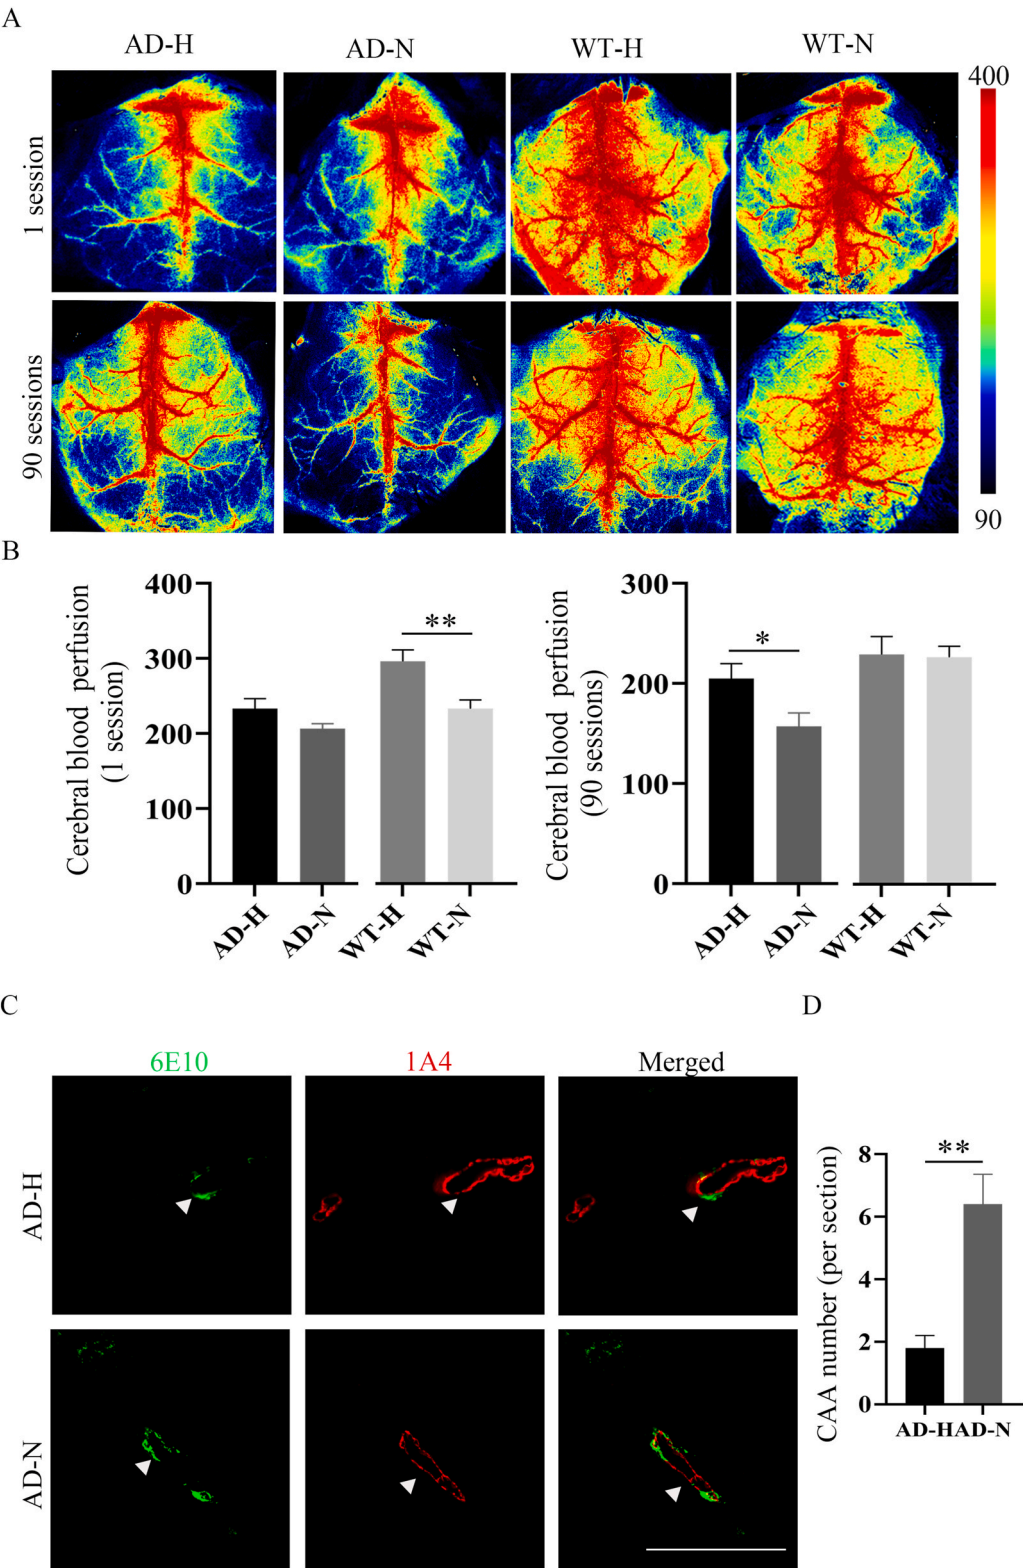 A
AD-H AD-N WT-H WT-N
400
1 session
90 sessions
90
B
Cerebral blood perfusion
(1 session)
400
300
200
100
0
**
AD-H AD-N WT-H WT-N
Cerebral blood perfusion
(90 sessions)
300
200
100
0
*
AD-H AD-N WT-H WT-N
C
6E10 1A4 Merged
AD-H
AD-N
D
CAA number (per section)
8
6
4
2
0
**
AD-H AD-N